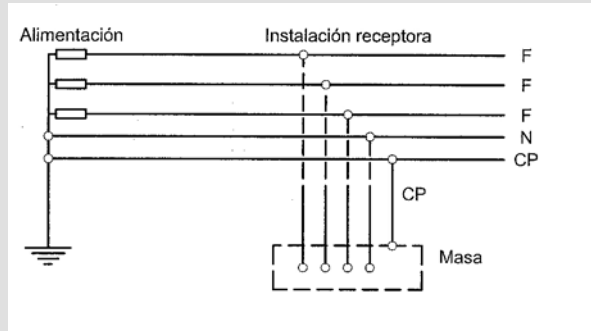 Alimentación
Instalación receptora
F
F
F
N
CP
CP
Masa